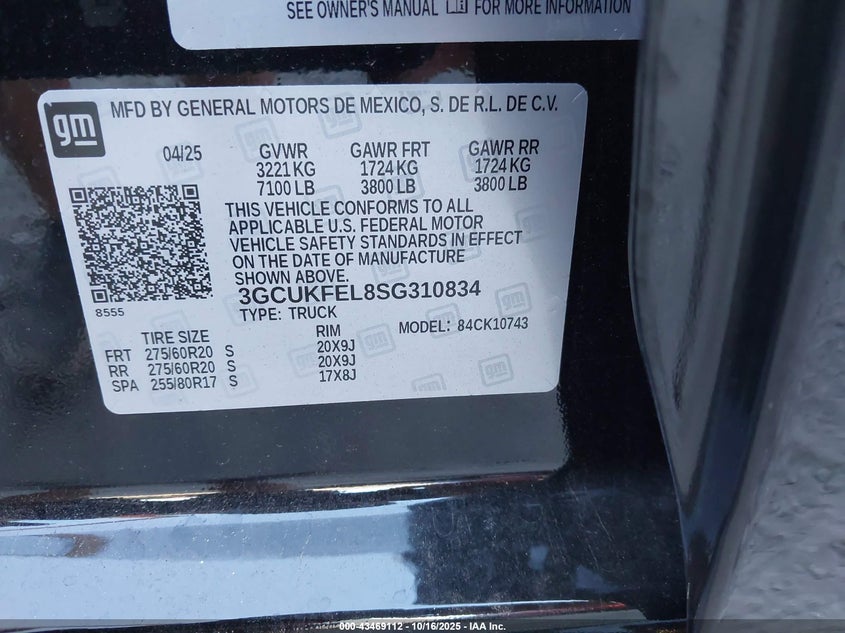 SEE OWNER'S MANUAL FOR MORE INFORMATION
gm
MFD BY GENERAL MOTORS DE MEXICO, S. DE R.L. DE C.V.
04/25 GVWR GAWR FRT GAWR RR
3221 KG 1724 KG 1724 KG
7100 LB 3800 LB 3800 LB
THIS VEHICLE CONFORMS TO ALL
APPLICABLE U.S. FEDERAL MOTOR
VEHICLE SAFETY STANDARDS IN EFFECT
ON THE DATE OF MANUFACTURE
SHOWN ABOVE.
3GCUKFEL8SG310834
8555
TYPE: TRUCK MODEL: 84CK10743
TIRE SIZE RIM
FRT 275/60R20 S 20X9J
RR 275/60R20 S 20X9J
SPA 255/80R17 S 17X8J
000-43469112 - 10/16/2025 - IAA Inc.